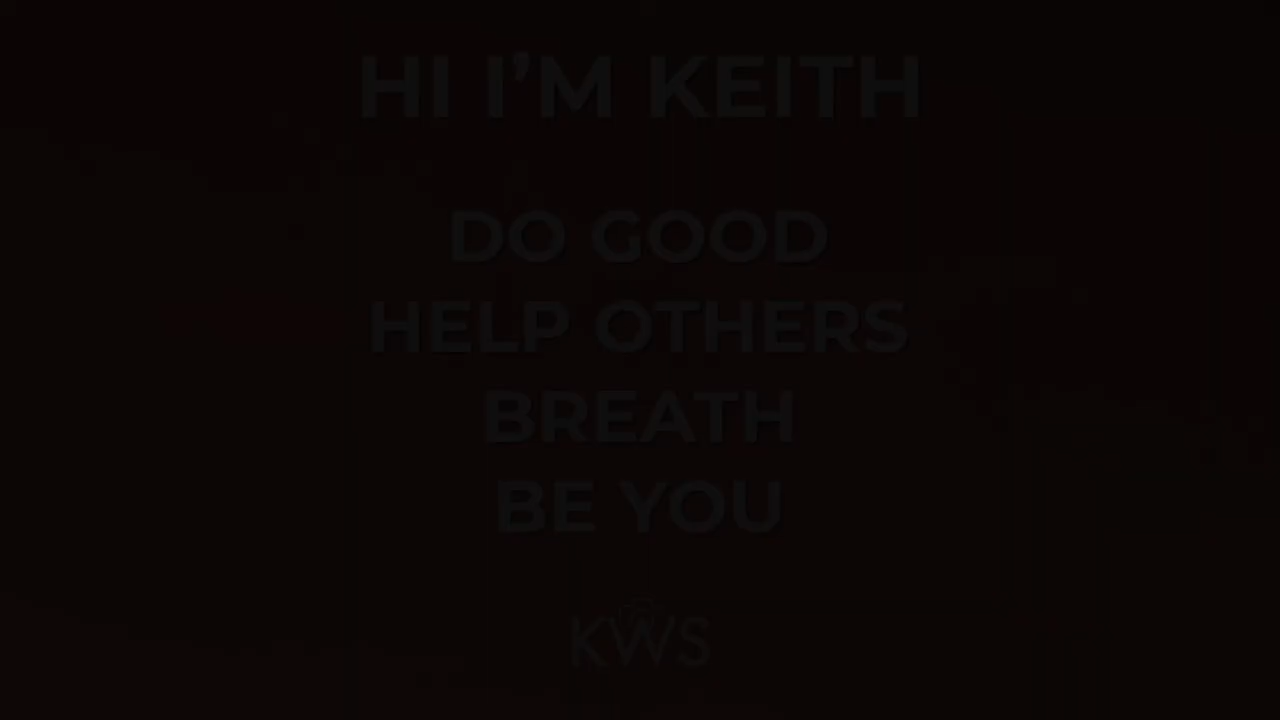 HI I'M KEITH
DO GOOD
HELP OTHERS
BREATH
BE YOU
KWS